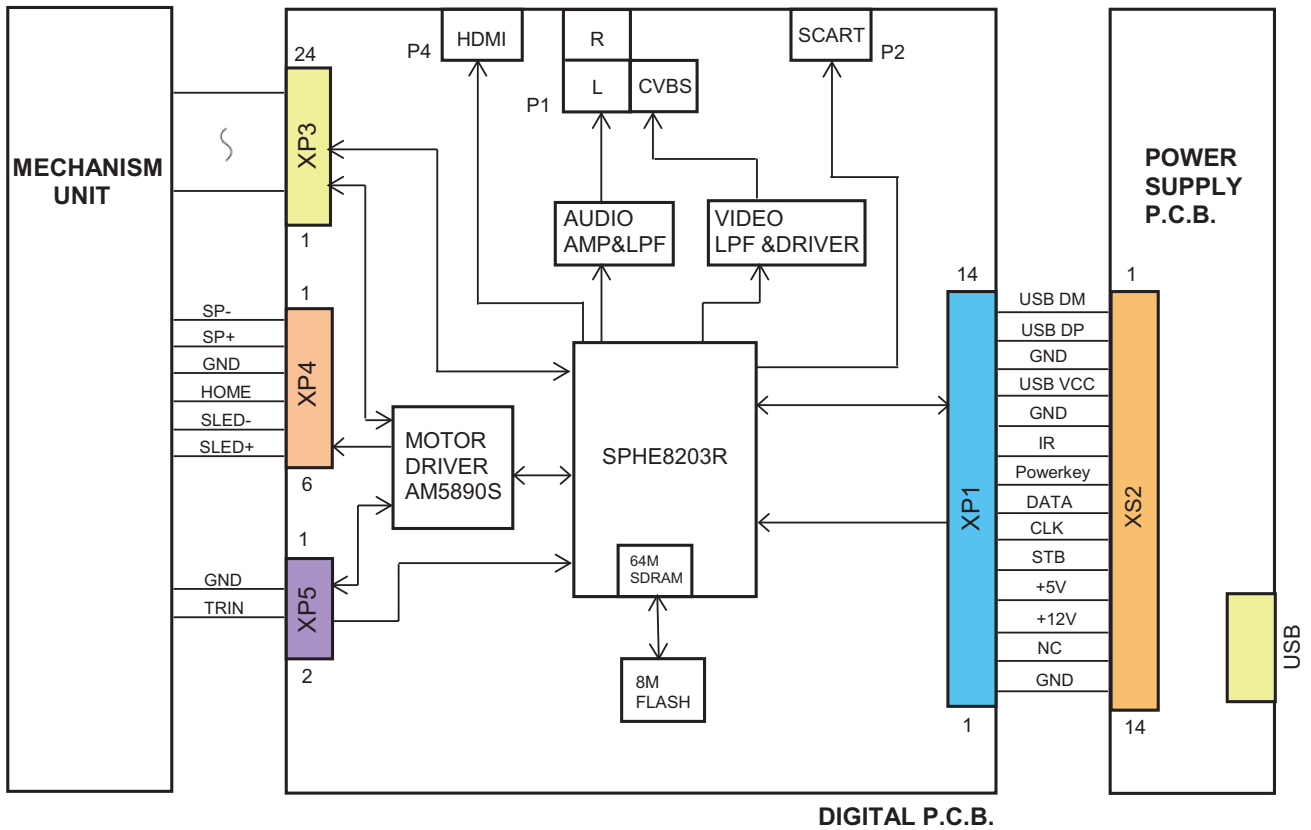 MECHANISM
UNIT
24
XP3
1
SP-
SP+
GND
HOME
SLED-
SLED+
1
XP4
6
GND
TRIN
1
XP5
2
P4
HDMI
P1
R
L
CVBS
SCART
P2
AUDIO
AMP&LPF
VIDEO
LPF &DRIVER
MOTOR
DRIVER
AM5890S
SPHE8203R
64M
SDRAM
8M
FLASH
14
XP1
1
USB DM
USB DP
GND
USB VCC
GND
IR
Powerkey
DATA
CLK
STB
+5V
+12V
NC
GND
1
XS2
14
POWER
SUPPLY
P.C.B.
USB
DIGITAL P.C.B.